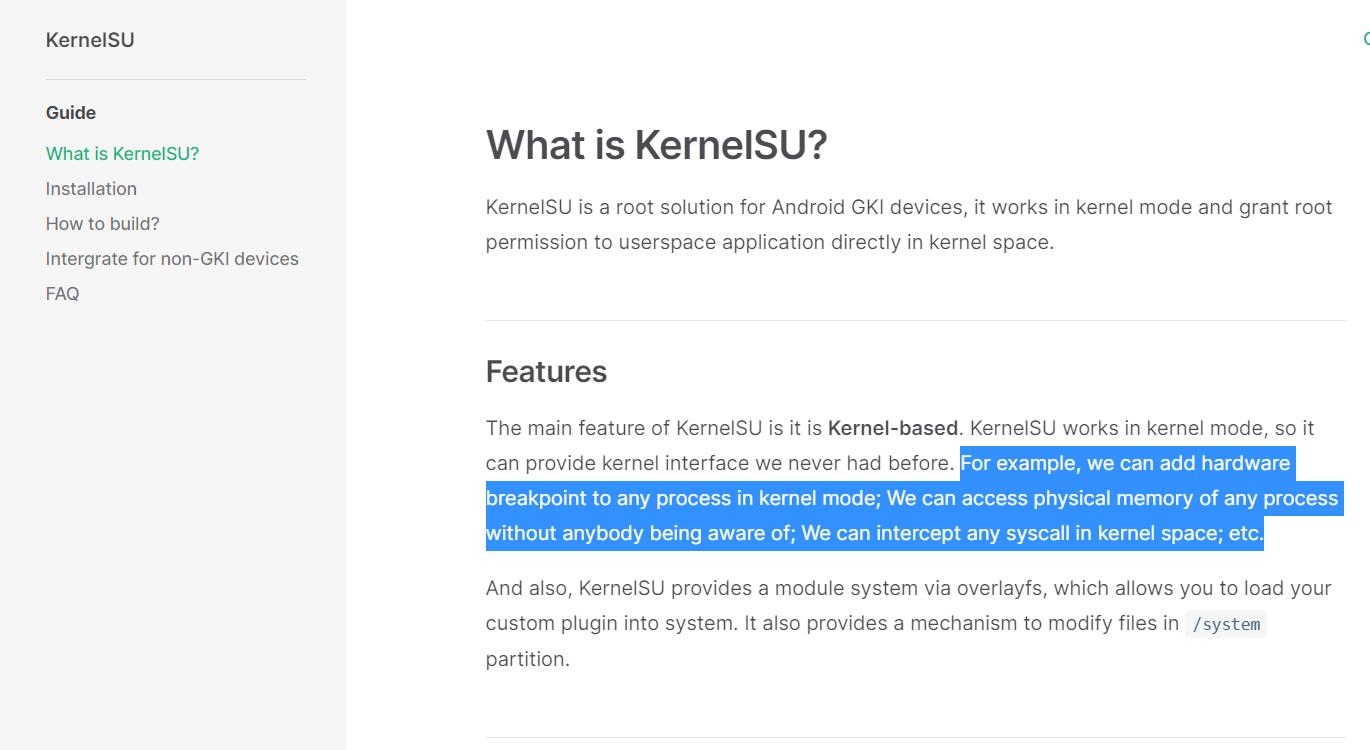 KernelSU
Guide
What is KernelSU?
Installation
How to build?
Intergrate for non-GKI devices
FAQ
What is KernelSU?
KernelSU is a root solution for Android GKI devices, it works in kernel mode and grant root
permission to userspace application directly in kernel space.
Features
The main feature of KernelSU is it is Kernel-based. KernelSU works in kernel mode, so it
can provide kernel interface we never had before. For example, we can add hardware
breakpoint to any process in kernel mode; We can access physical memory of any process
without anybody being aware of; We can intercept any syscall in kernel space; etc.
And also, KernelSU provides a module system via overlayfs, which allows you to load your
custom plugin into system. It also provides a mechanism to modify files in /system
partition.